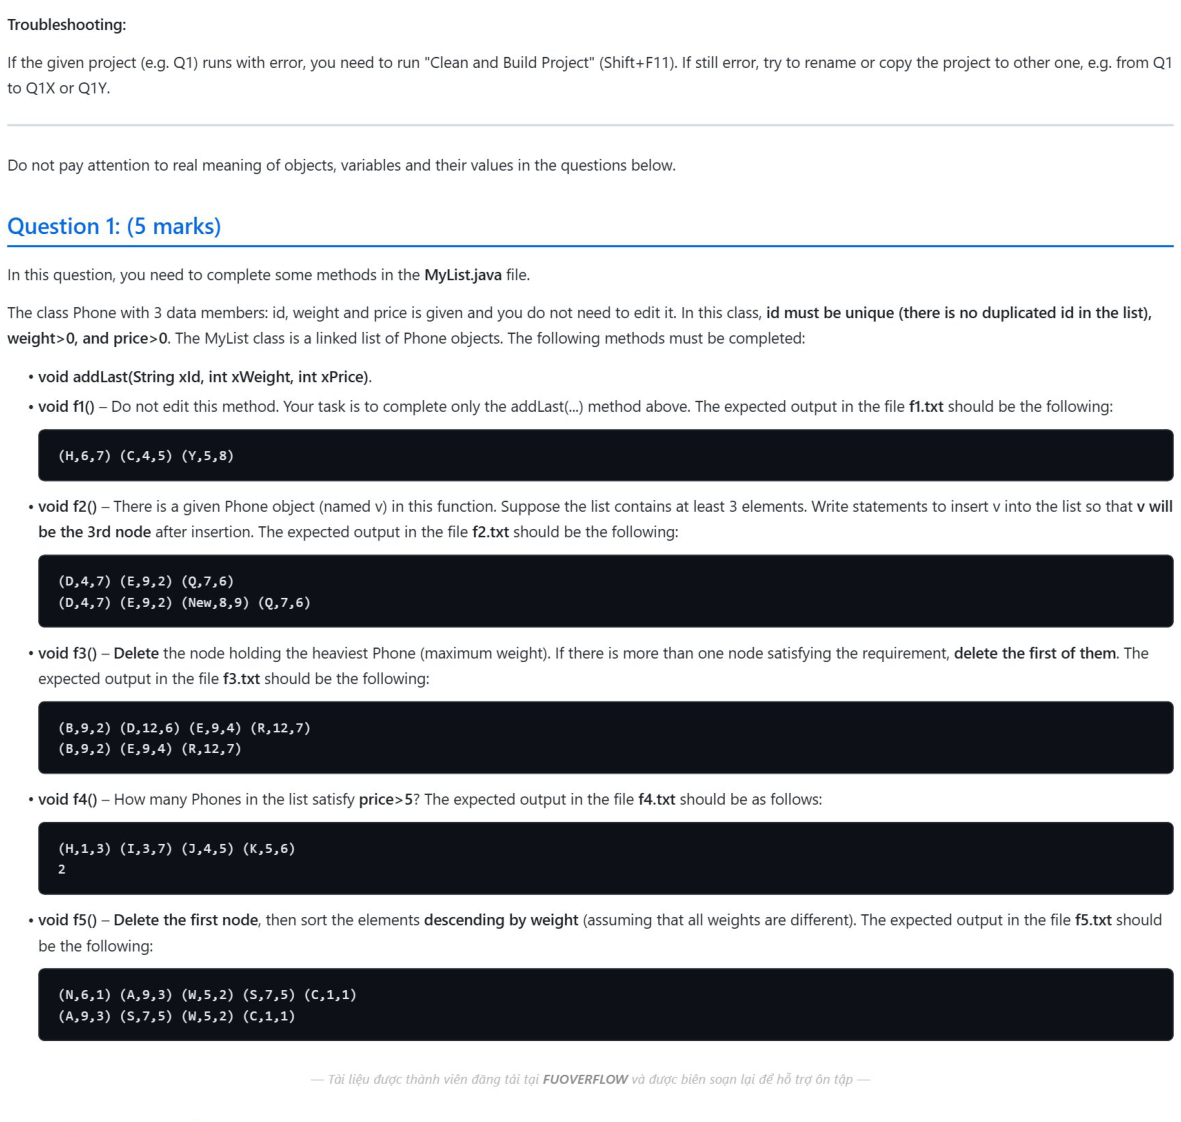 Troubleshooting:
If the given project (e.g. Q1) runs with error, you need to run "Clean and Build Project" (Shift+F11). If still error, try to rename or copy the project to other one, e.g. from Q1
to Q1X or Q1Y.
Do not pay attention to real meaning of objects, variables and their values in the questions below.
Question 1: (5 marks)
In this question, you need to complete some methods in the MyList.java file.
The class Phone with 3 data members: id, weight and price is given and you do not need to edit it. In this class, id must be unique (there is no duplicated id in the list),
weight>0, and price>0. The MyList class is a linked list of Phone objects. The following methods must be completed:
• void addLast(String xId, int xWeight, int xPrice).
• void f1() – Do not edit this method. Your task is to complete only the addLast(...) method above. The expected output in the file f1.txt should be the following:
(H,6,7) (C,4,5) (Y,5,8)
• void f2() – There is a given Phone object (named v) in this function. Suppose the list contains at least 3 elements. Write statements to insert v into the list so that v will
be the 3rd node after insertion. The expected output in the file f2.txt should be the following:
(D,4,7) (E,9,2) (Q,7,6)
(D,4,7) (E,9,2) (New,8,9) (Q,7,6)
• void f3() – Delete the node holding the heaviest Phone (maximum weight). If there is more than one node satisfying the requirement, delete the first of them. The
expected output in the file f3.txt should be the following:
(B,9,2) (D,12,6) (E,9,4) (R,12,7)
(B,9,2) (E,9,4) (R,12,7)
• void f4() – How many Phones in the list satisfy price>5? The expected output in the file f4.txt should be as follows:
(H,1,3) (I,3,7) (J,4,5) (K,5,6)
2
• void f5() – Delete the first node, then sort the elements descending by weight (assuming that all weights are different). The expected output in the file f5.txt should
be the following:
(N,6,1) (A,9,3) (W,5,2) (S,7,5) (C,1,1)
(A,9,3) (S,7,5) (W,5,2) (C,1,1)
— Tài liệu được thành viên đăng tải tại FUOVERFLOW và được biên soạn lại để hỗ trợ ôn tập —